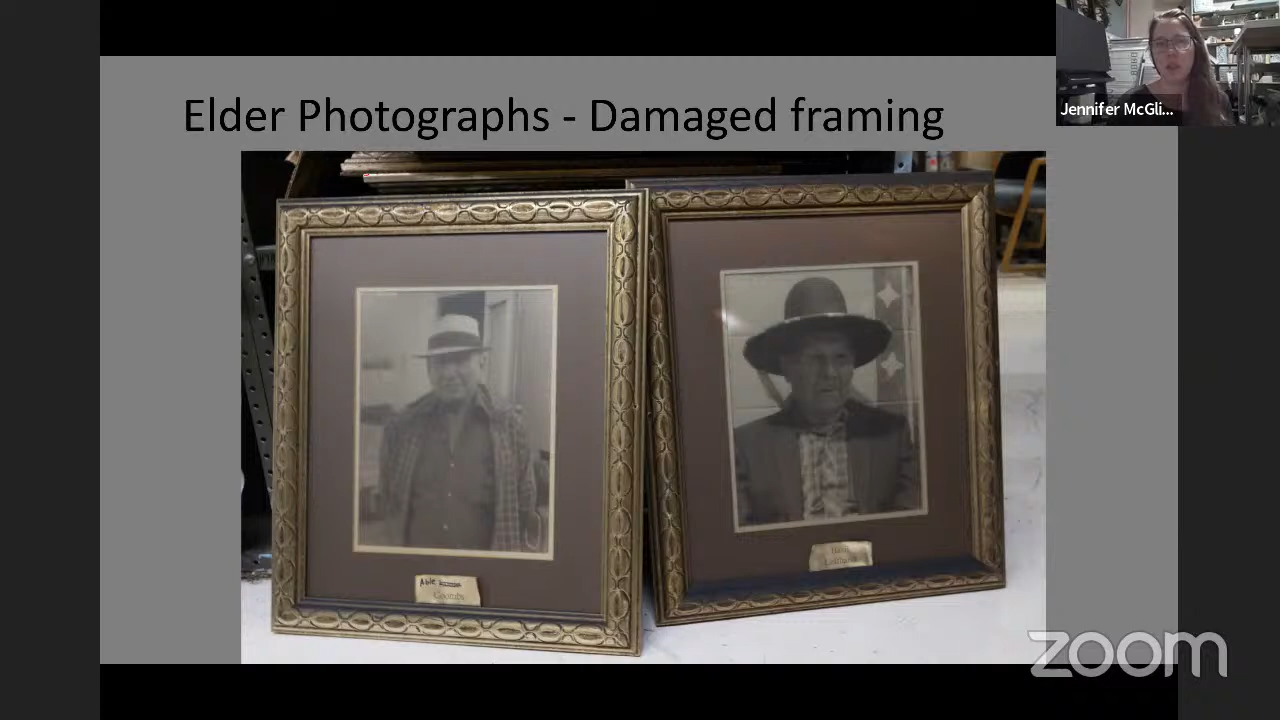 Elder Photographs - Damaged framing
Jennifer McGli...
Able
zoom